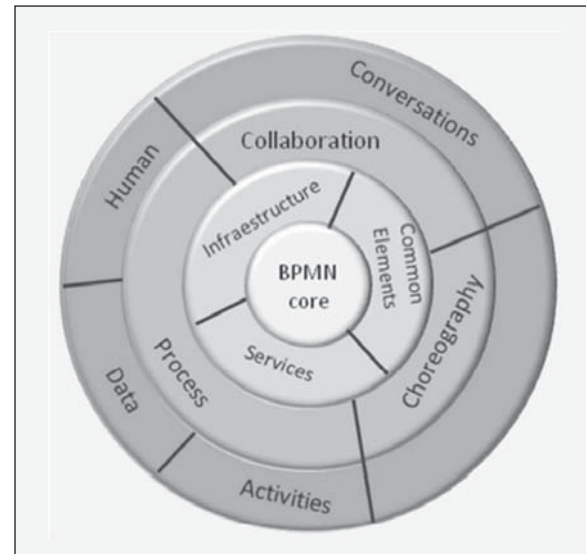 Conversations
Human
Collaboration
Infraestructure
Common
Elements
BPMN
core
Services
Choreography
Process
Data
Activities